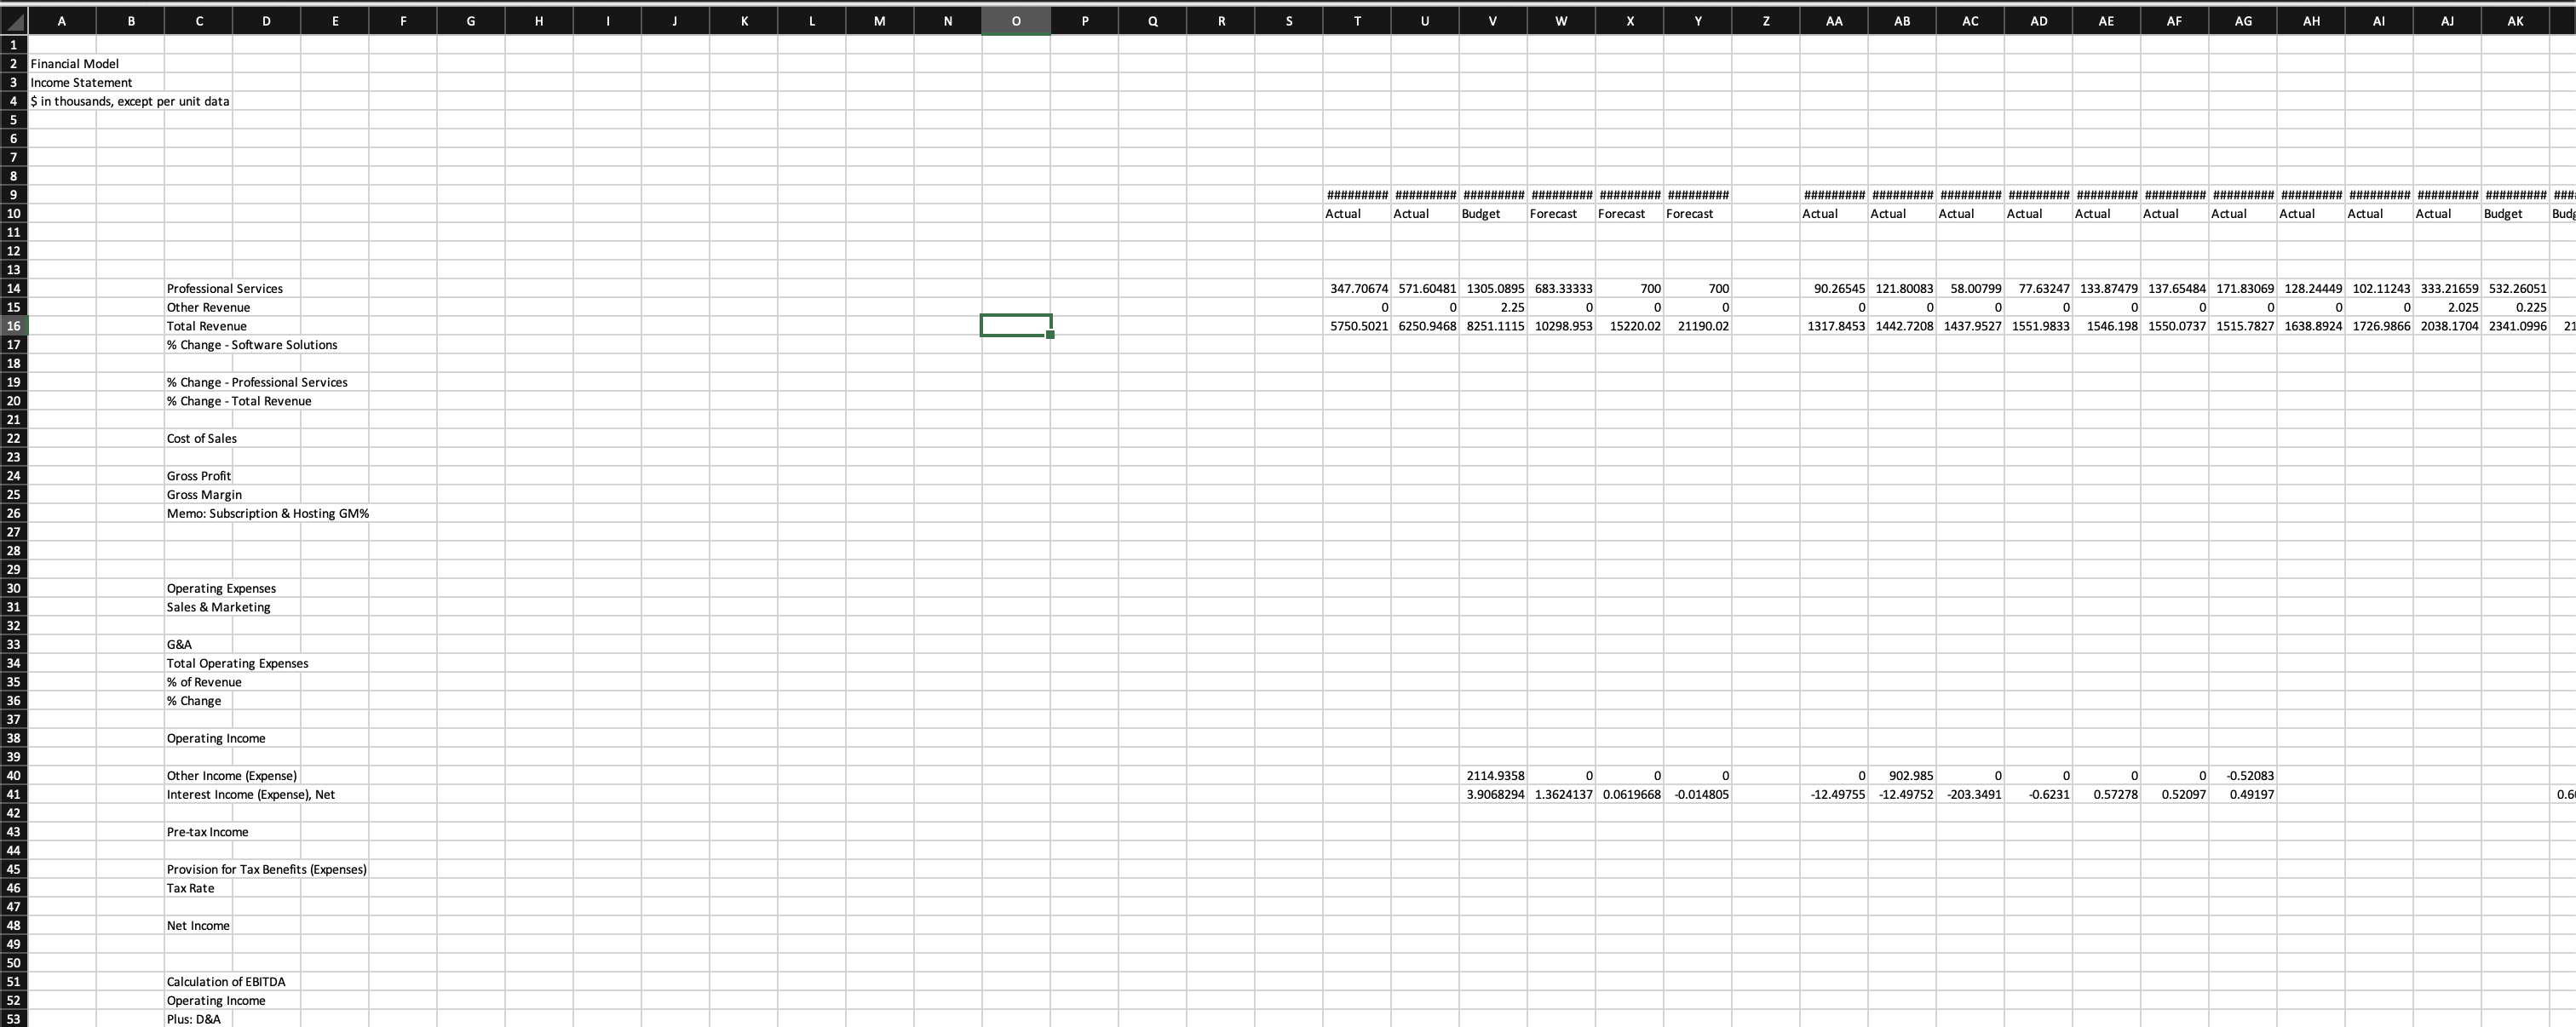 A B C D E F G H I J K L M N O P Q R S T U V W X Y Z AA AB AC AD AE AF AG AH AI AJ AK
1
2 Financial Model
3 Income Statement
4 $ in thousands, except per unit data
5
6
7
8
9 ######### ######### ######### ######### ######### ######### ######### ######### ######### ######### ######### ######### ######### ######### ######### ######### ######### ####
10 Actual Actual Budget Forecast Forecast Forecast Actual Actual Actual Actual Actual Actual Actual Actual Actual Actual Budget Budg
11
12
13
14 Professional Services 347.70674 571.60481 1305.0895 683.33333 700 700 90.26545 121.80083 58.00799 77.63247 133.87479 137.65484 171.83069 128.24449 102.11243 333.21659 532.26051
15 Other Revenue 0 0 2.25 0 0 0 0 0 0 0 0 0 0 0 0 2.025 0.225
16 Total Revenue 5750.5021 6250.9468 8251.1115 10298.953 15220.02 21190.02 1317.8453 1442.7208 1437.9527 1551.9833 1546.198 1550.0737 1515.7827 1638.8924 1726.9866 2038.1704 2341.0996 21
17 % Change - Software Solutions
18
19 % Change - Professional Services
20 % Change - Total Revenue
21
22 Cost of Sales
23
24 Gross Profit
25 Gross Margin
26 Memo: Subscription & Hosting GM%
27
28
29
30 Operating Expenses
31 Sales & Marketing
32
33 G&A
34 Total Operating Expenses
35 % of Revenue
36 % Change
37
38 Operating Income
39
40 Other Income (Expense) 2114.9358 0 0 0 0 902.985 0 0 0 0 -0.52083
41 Interest Income (Expense), Net 3.9068294 1.3624137 0.0619668 -0.014805 -12.49755 -12.49752 -203.3491 -0.6231 0.57278 0.52097 0.49197
42
43 Pre-tax Income
44
45 Provision for Tax Benefits (Expenses)
46 Tax Rate
47
48 Net Income
49
50
51 Calculation of EBITDA
52 Operating Income
53 Plus: D&A